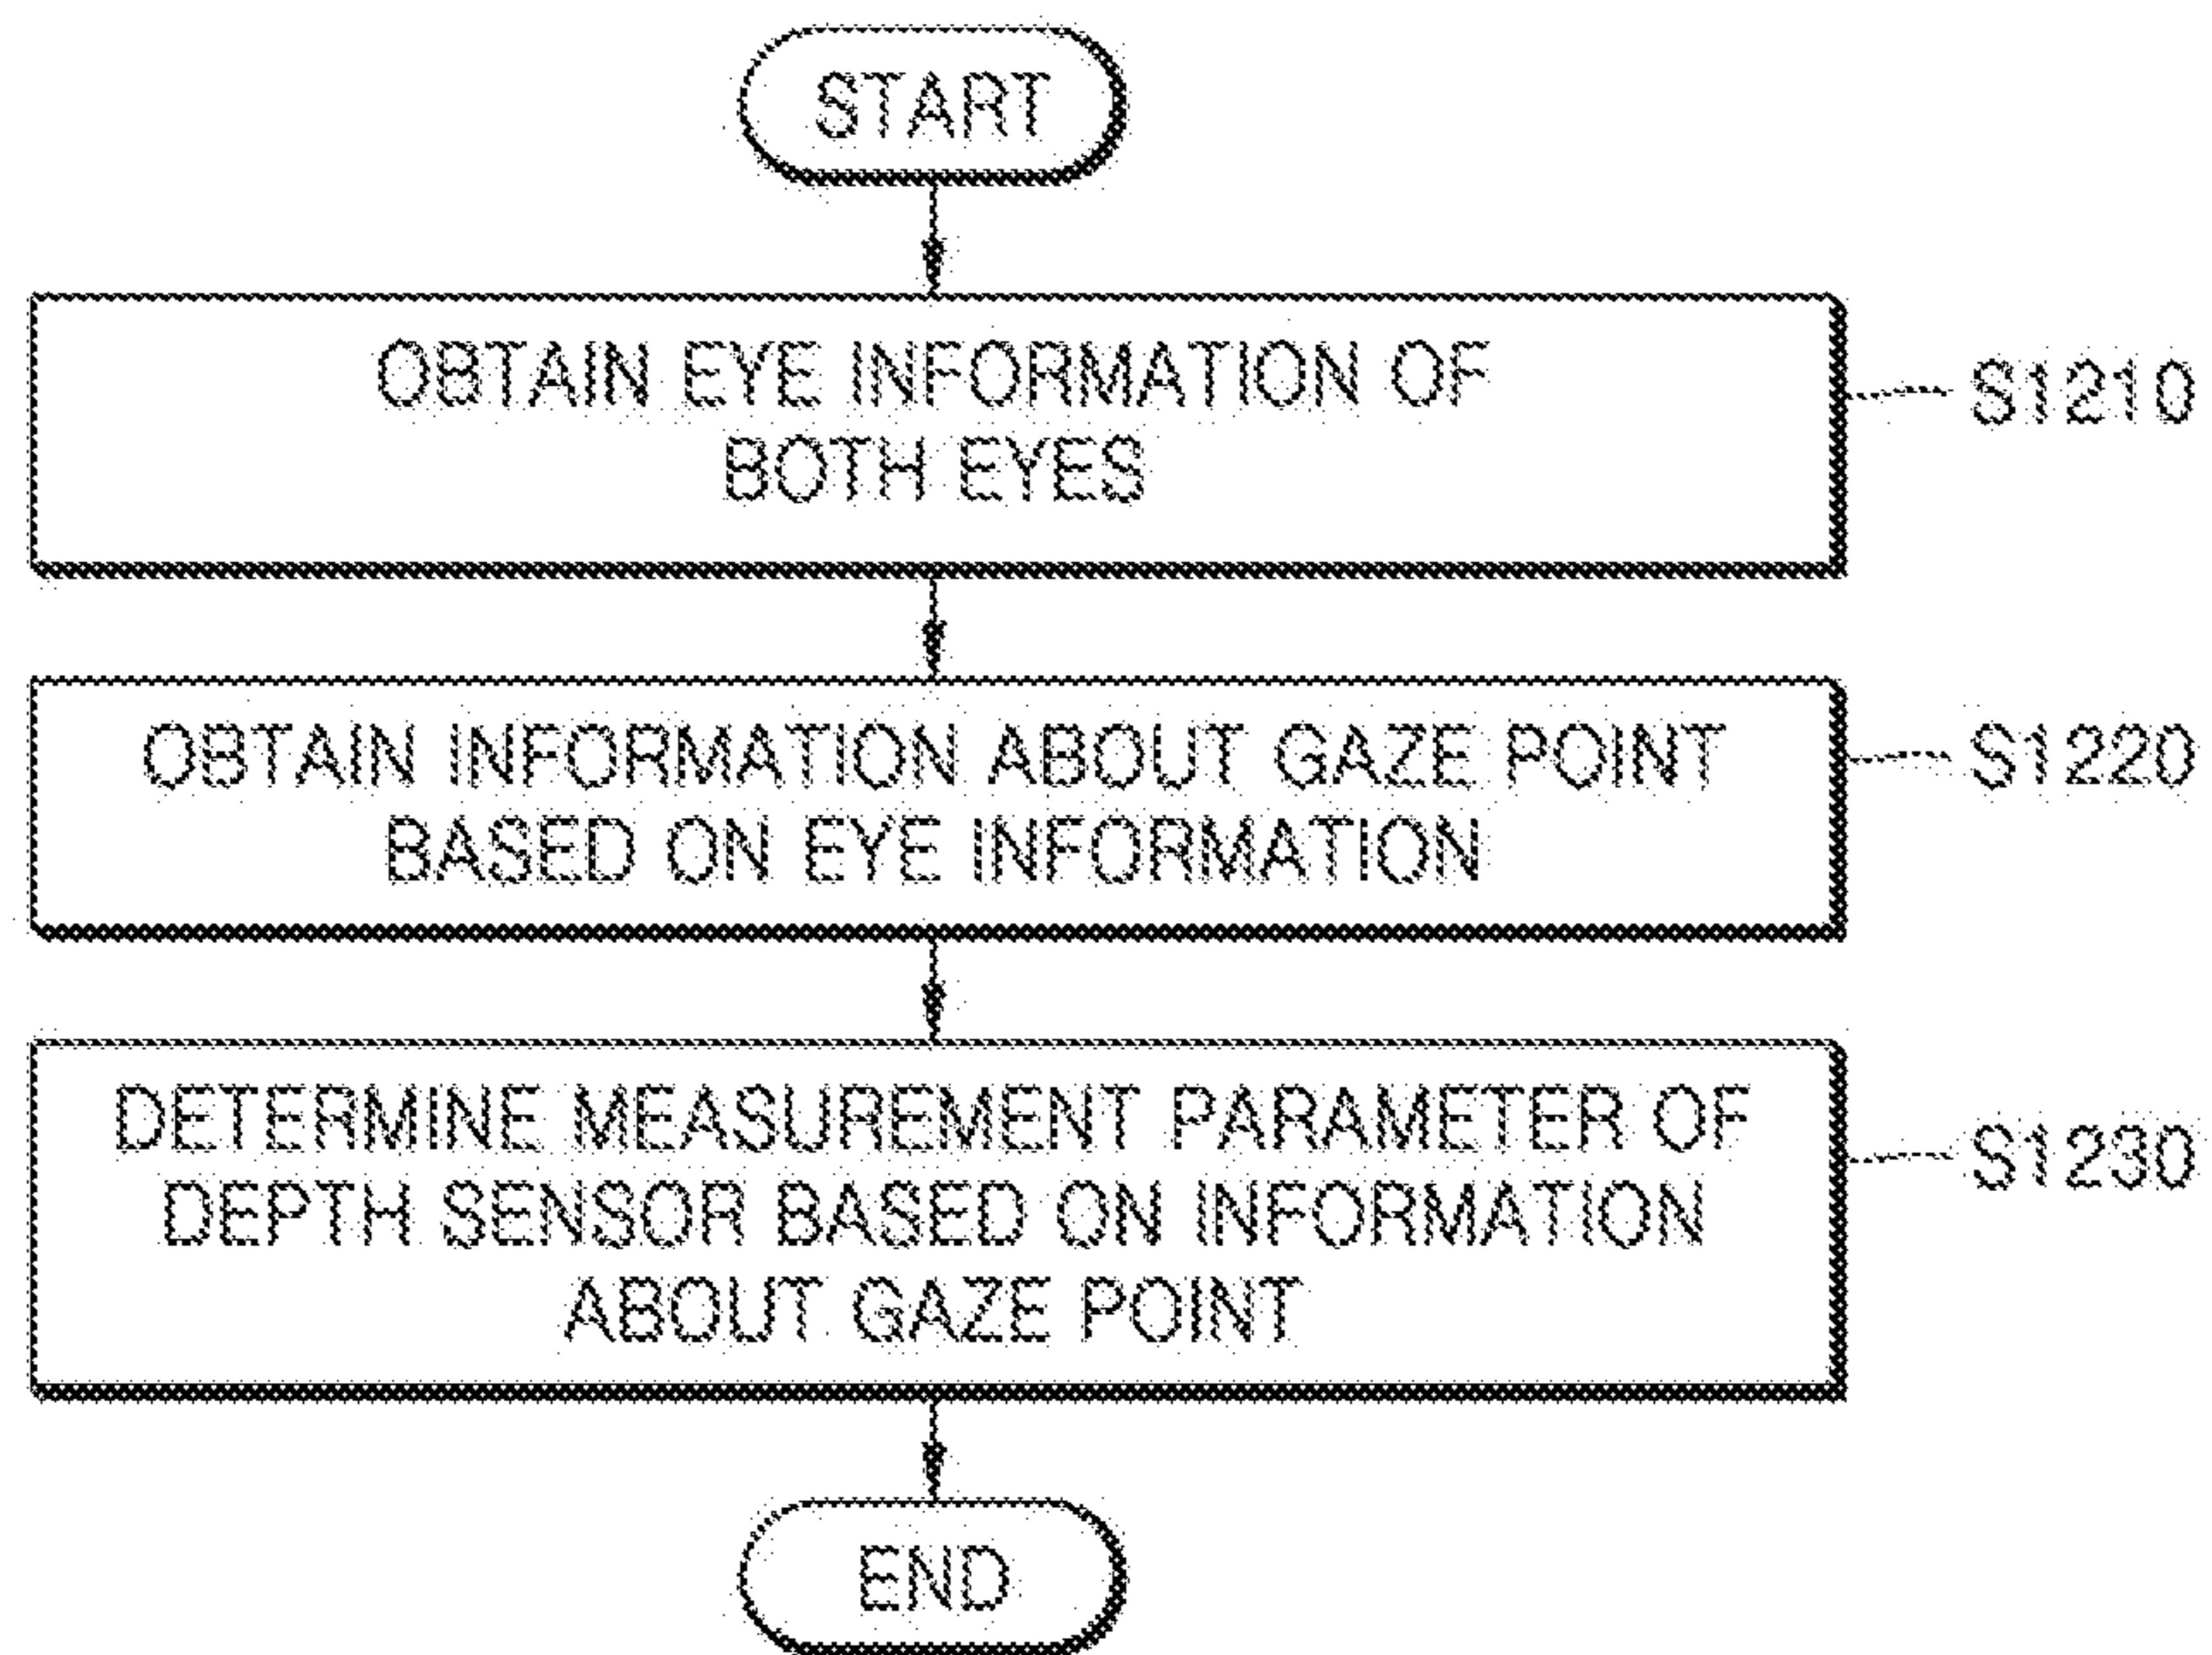 START
OBTAIN EYE INFORMATION OF
BOTH EYES
S1210
OBTAIN INFORMATION ABOUT GAZE POINT
BASED ON EYE INFORMATION
S1220
DETERMINE MEASUREMENT PARAMETER OF
DEPTH SENSOR BASED ON INFORMATION
ABOUT GAZE POINT
S1230
END